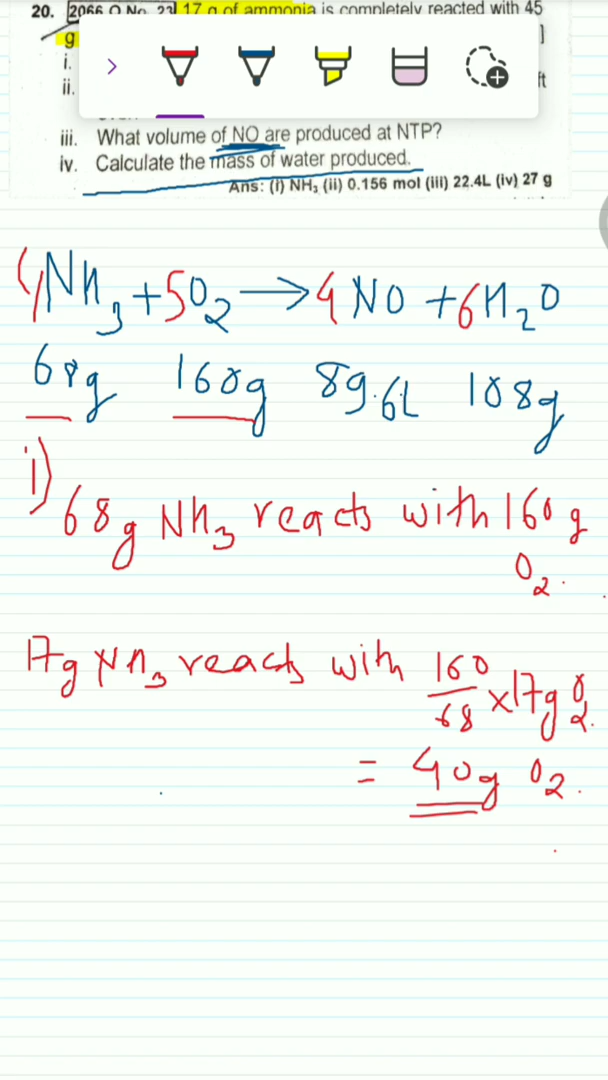 20. 2066 Q No. 23 17 g of ammonia is completely reacted with 45
g ]
i.
ii. ft
iii. What volume of NO are produced at NTP?
iv. Calculate the mass of water produced.
Ans: (i) NH₃ (ii) 0.156 mol (iii) 22.4L (iv) 27 g
4NH₃ + 5O₂ → 4NO + 6H₂O
68g 160g 89.6L 108g
i)
68g NH₃ reacts with 160g
O₂.
17g NH₃ reacts with 160/68 x17g O₂.
= 40g O₂.